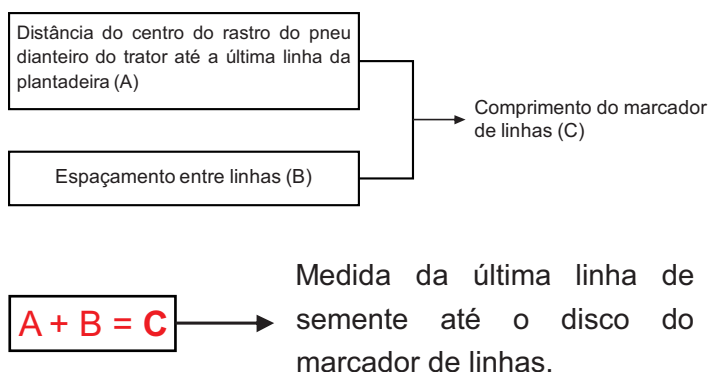 Distância do centro do rastro do pneu
dianteiro do trator até a última linha da
plantadeira (A)
Comprimento do marcador
de linhas (C)
Espaçamento entre linhas (B)
A + B = C
Medida da última linha de
semente até o disco do
marcador de linhas.